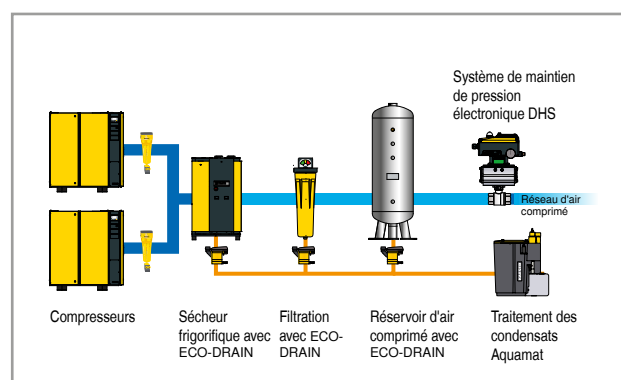 Système de maintien
de pression
électronique DHS
Réseau d'air
comprimé
Compresseurs
Sécheur
frigorifique avec
ECO-DRAIN
Filtration
avec ECO-
DRAIN
Réservoir d'air
comprimé avec
ECO-DRAIN
Traitement des
condensats
Aquamat